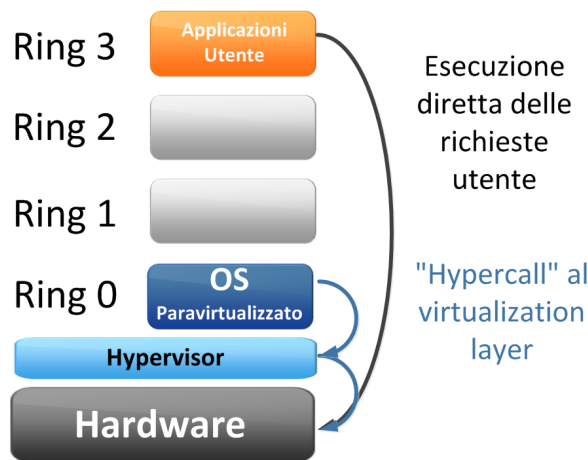 Ring 3
Applicazioni
Utente
Ring 2
Ring 1
Ring 0
OS
Paravirtualizzato
Hypervisor
Hardware
Esecuzione
diretta delle
richieste
utente
"Hypercall" al
virtualization
layer